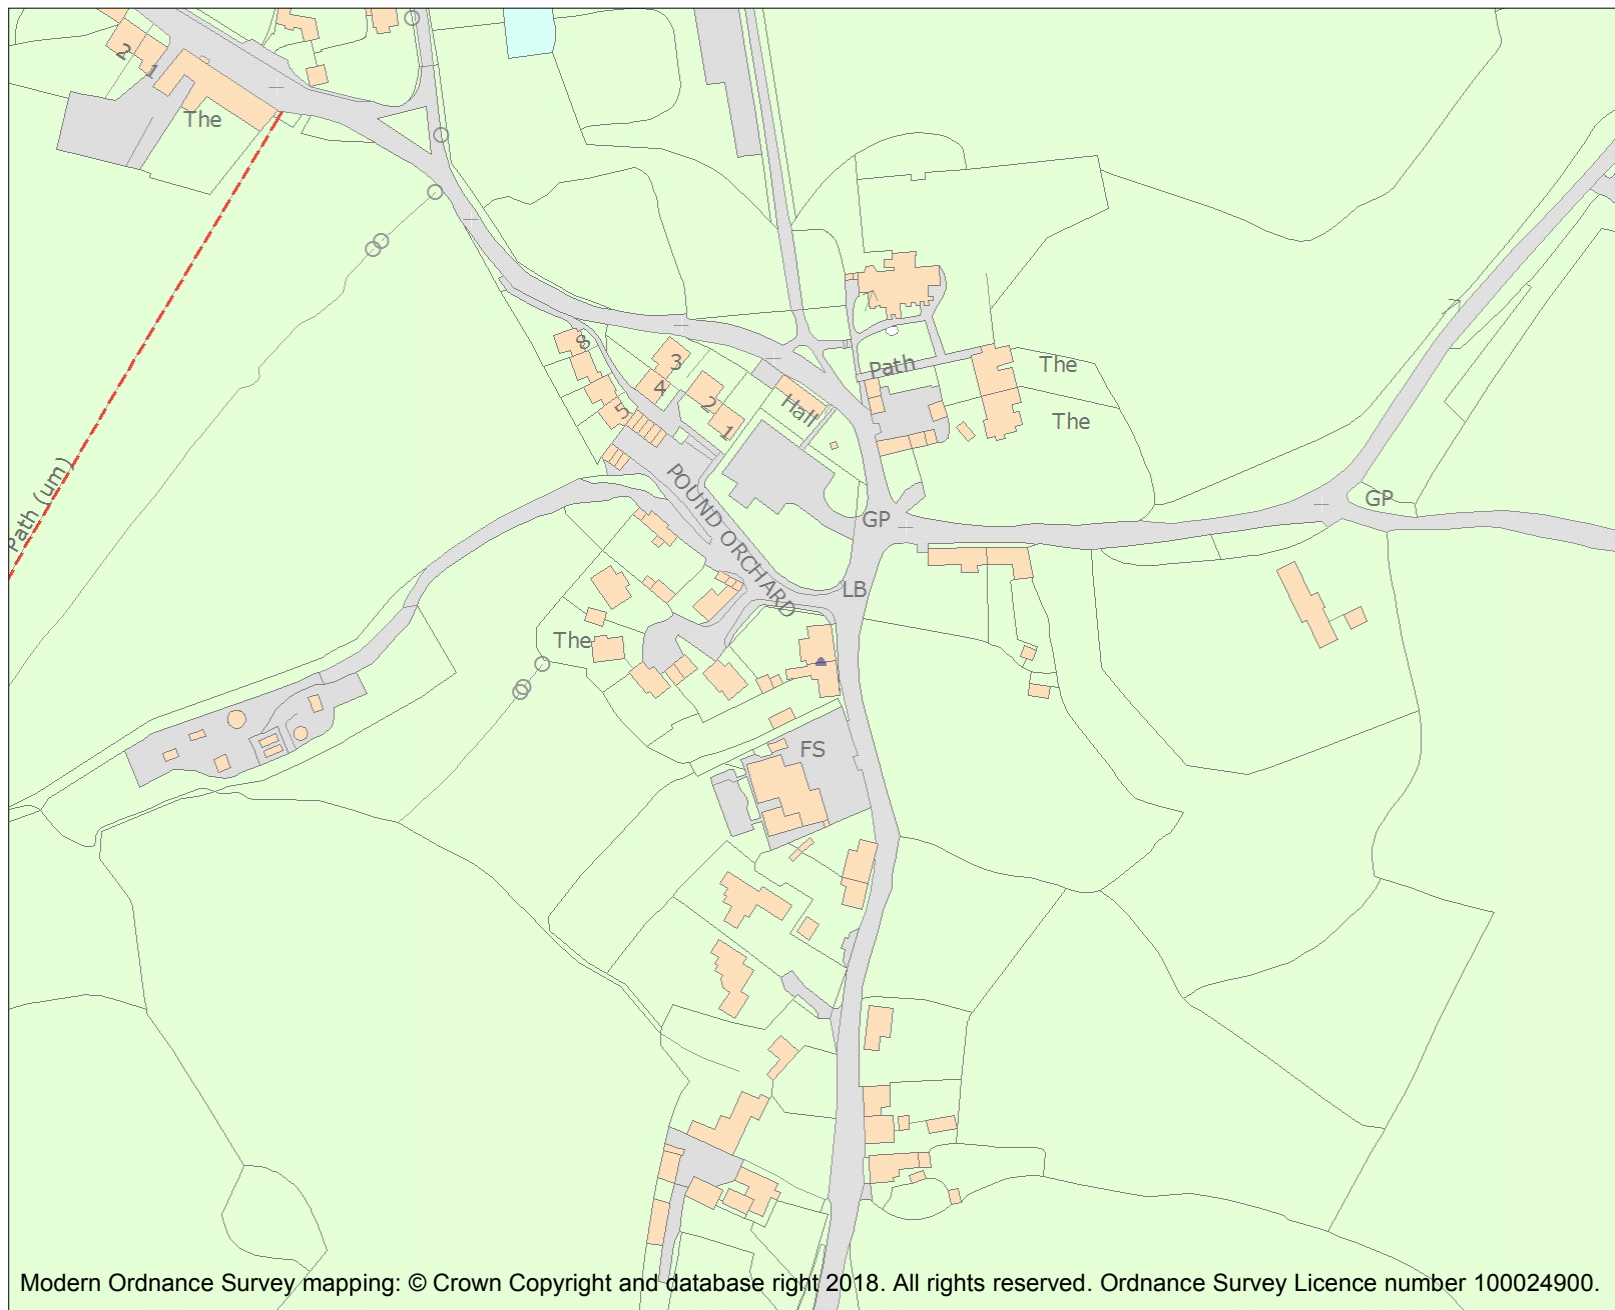 2
1
The
8
3
4
5
2
1
Hall
Path
The
The
Path (um)
POUND ORCHARD
GP
GP
LB
The
FS
Modern Ordnance Survey mapping: © Crown Copyright and database right 2018. All rights reserved. Ordnance Survey Licence number 100024900.